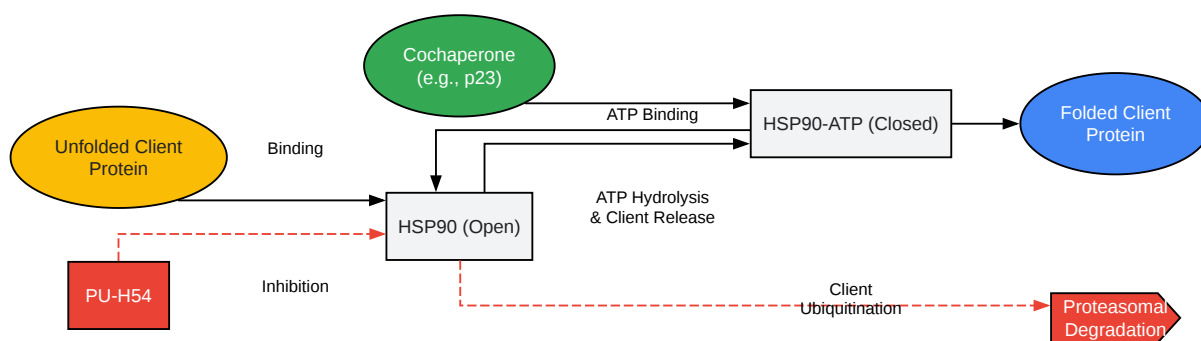 Cochaperone
(e.g., p23)
ATP Binding
HSP90-ATP (Closed)
Folded Client
Protein
Unfolded Client
Protein
Binding
HSP90 (Open)
ATP Hydrolysis
& Client Release
PU-H54
Inhibition
Client
Ubiquitination
Proteasomal
Degradation